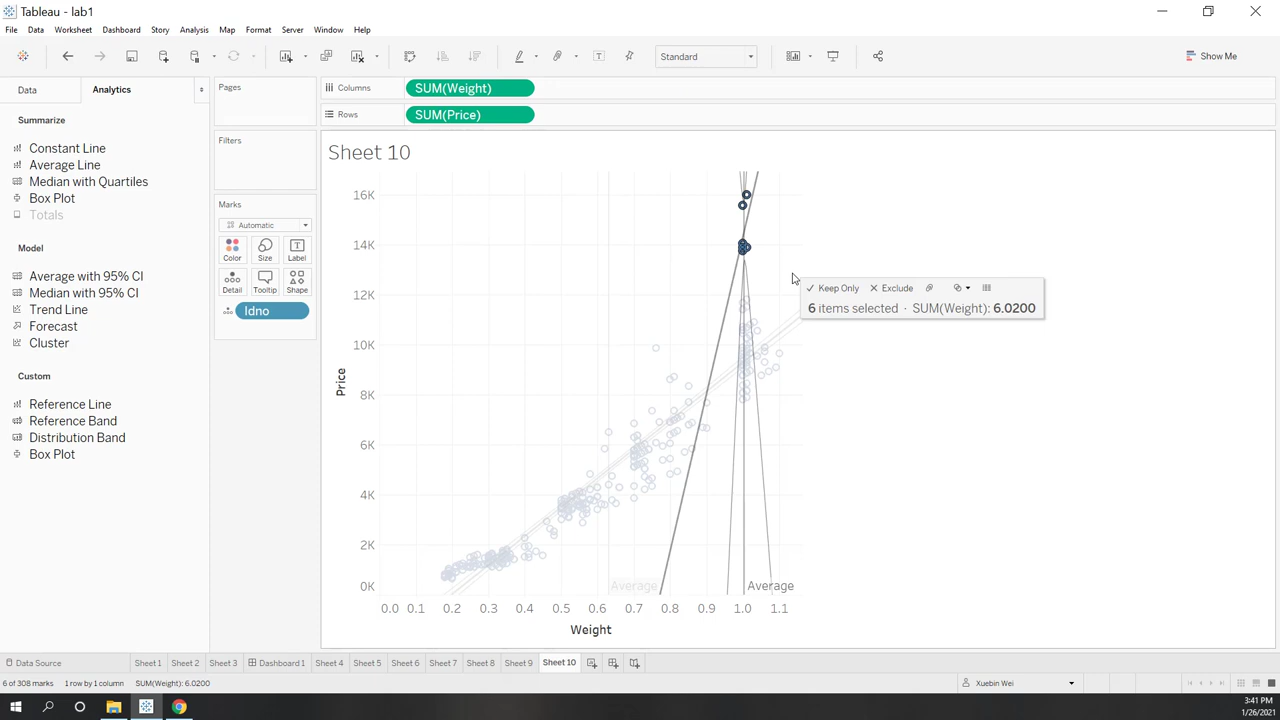 Tableau - lab1
File Data Worksheet Dashboard Story Analysis Map Format Server Window Help
Standard
Show Me
Data Analytics
Summarize
Constant Line
Average Line
Median with Quartiles
Box Plot
Totals
Model
Average with 95% CI
Median with 95% CI
Trend Line
Forecast
Cluster
Custom
Reference Line
Reference Band
Distribution Band
Box Plot
Pages
Filters
Marks
Automatic
Color Size Label
Detail Tooltip Shape
Idno
Columns SUM(Weight)
Rows SUM(Price)
Sheet 10
16K
14K
12K
10K
8K
6K
4K
2K
0K
Price
Keep Only Exclude
6 items selected · SUM(Weight): 6.0200
Average Average
0.0 0.1 0.2 0.3 0.4 0.5 0.6 0.7 0.8 0.9 1.0 1.1
Weight
Data Source Sheet 1 Sheet 2 Sheet 3 Dashboard 1 Sheet 4 Sheet 5 Sheet 6 Sheet 7 Sheet 8 Sheet 9 Sheet 10
6 of 308 marks 1 row by 1 column SUM(Weight): 6.0200 Xuebin Wei
3:41 PM
1/26/2021